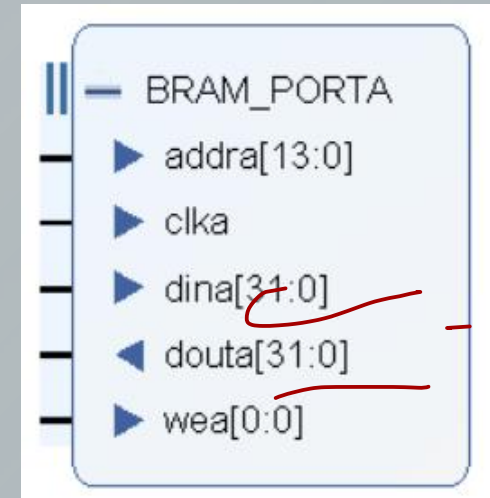 BRAM_PORTA
addra[13:0]
clka
dina[31:0]
douta[31:0]
wea[0:0]